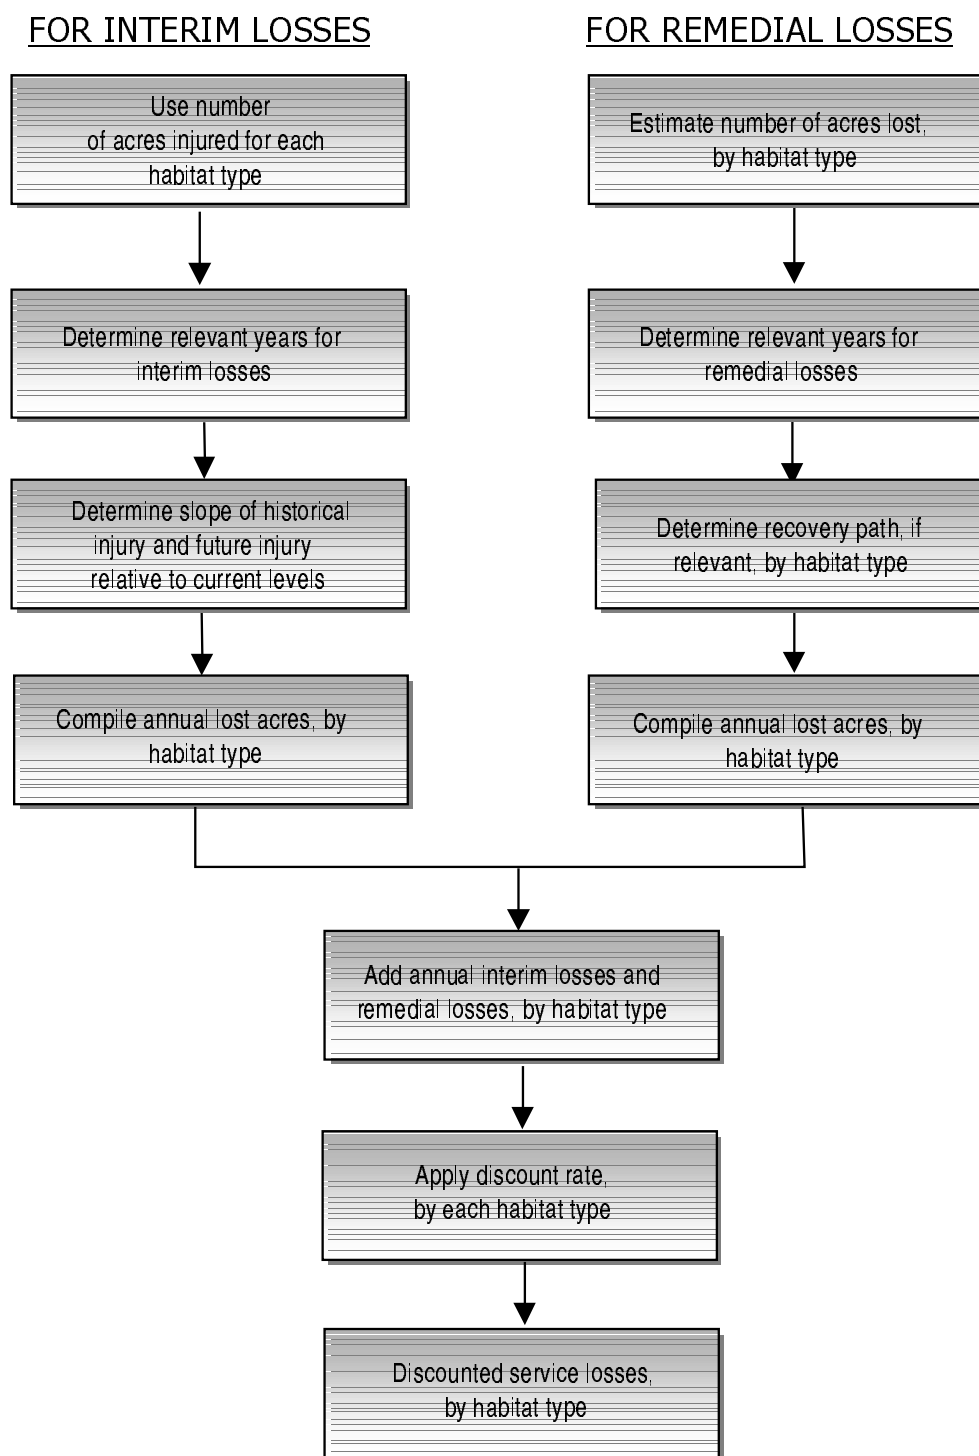 FOR INTERIM LOSSES
Use number
of acres injured for each
habitat type
Determine relevant years for
interim losses
Determine slope of historical
injury and future injury
relative to current levels
Compile annual lost acres, by
habitat type
FOR REMEDIAL LOSSES
Estimate number of acres lost,
by habitat type
Determine relevant years for
remedial losses
Determine recovery path, if
relevant, by habitat type
Compile annual lost acres, by
habitat type
Add annual interim losses and
remedial losses, by habitat type
Apply discount rate,
by each habitat type
Discounted service losses,
by habitat type